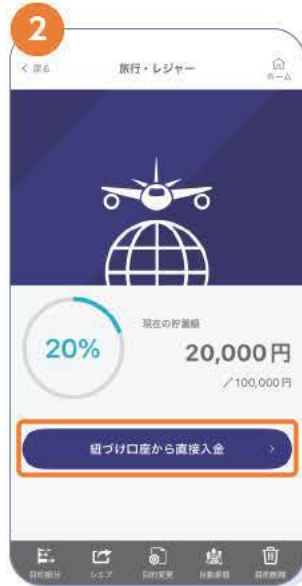 2
< 戻る
旅行・レジャー
ホーム
現在の貯蓄額
20%
20,000円
/100,000円
紐づけ口座から直接入金 >
目的振分
シェア
目的変更
自動振替
目的削除